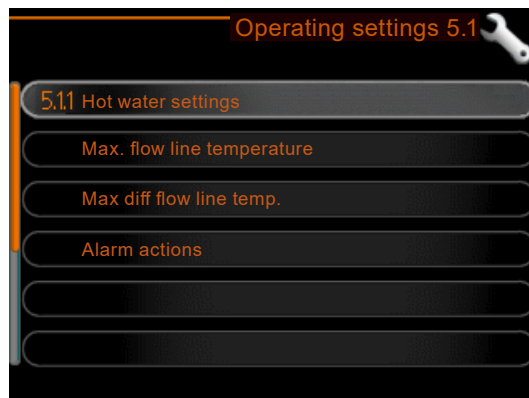 Operating settings 5.1
5.1.1 Hot water settings
Max. flow line temperature
Max diff flow line temp.
Alarm actions